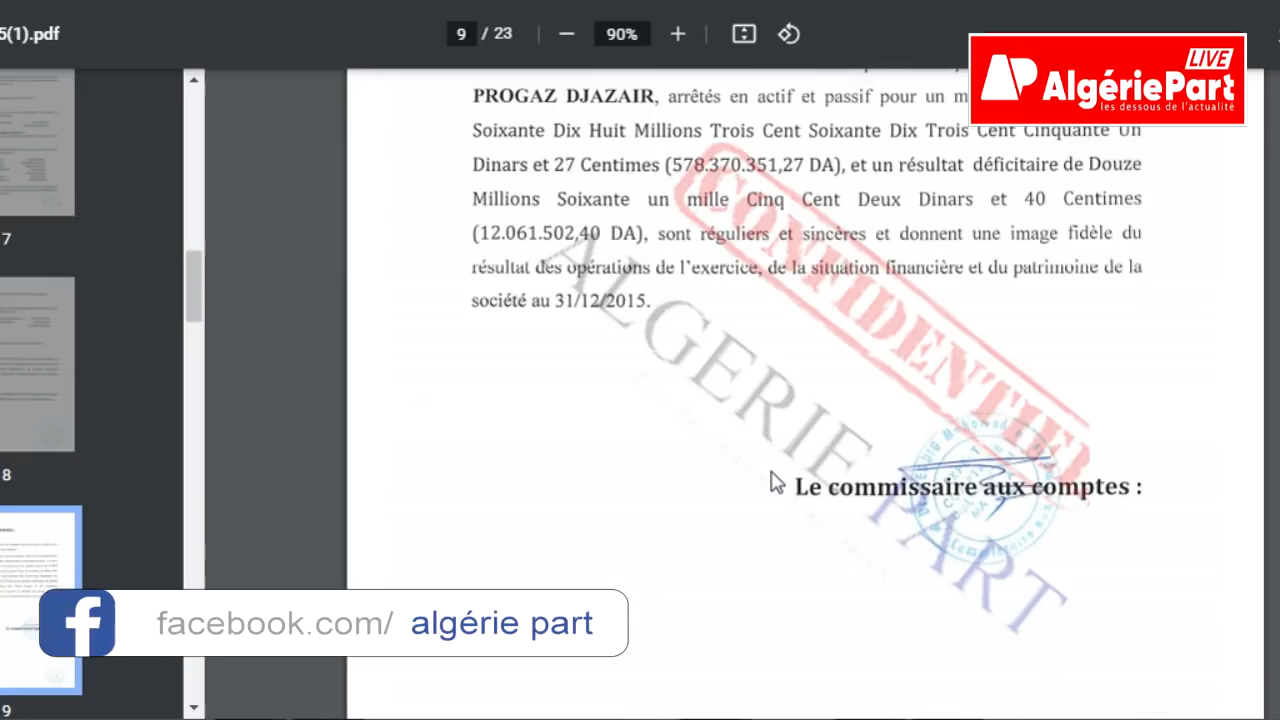 5(1).pdf
9 / 23
90%
LIVE
AlgériePart
les dessous de l'actualité
PROGAZ DJAZAIR, arrêtés en actif et passif pour un
Soixante Dix Huit Millions Trois Cent Soixante Dix Trois Cent Cinquante Un
Dinars et 27 Centimes (578.370.351,27 DA), et un résultat déficitaire de Douze
Millions Soixante un mille Cinq Cent Deux Dinars et 40 Centimes
(12.061.502,40 DA), sont réguliers et sincères et donnent une image fidèle du
résultat des opérations de l'exercice, de la situation financière et du patrimoine de la
société au 31/12/2015.
CONFIDENTIEL
ALGERIE PART
Le commissaire aux comptes :
7
8
9
facebook.com/ algérie part